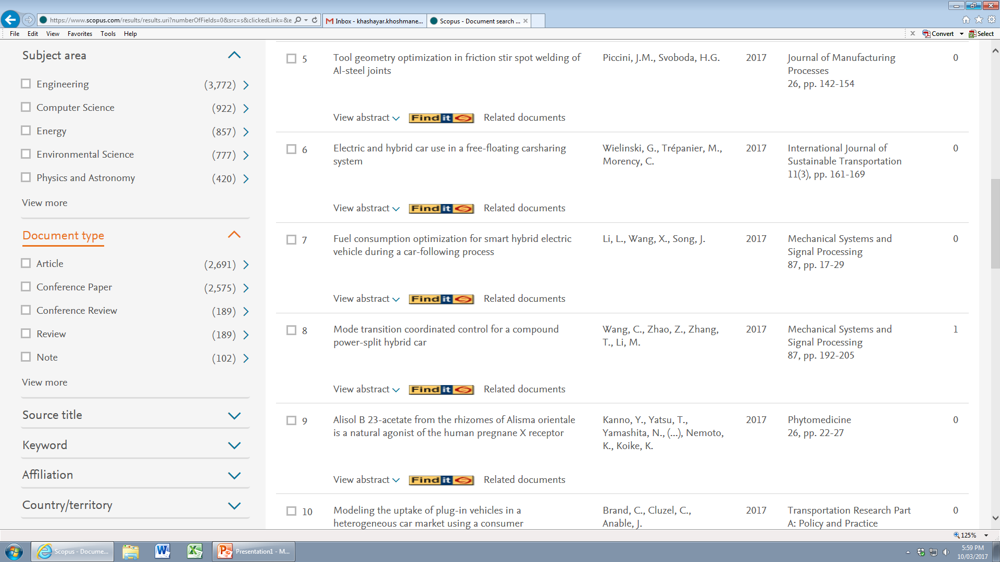 https://www.scopus.com/results/results.uri?numberOfFields=0&src=s&clickedLink=&e
Inbox - khashayar.khoshmane...
Scopus - Document search ...
File Edit View Favorites Tools Help
Convert Select
Subject area
Engineering (3,772)
Computer Science (922)
Energy (857)
Environmental Science (777)
Physics and Astronomy (420)
View more
Document type
Article (2,691)
Conference Paper (2,575)
Conference Review (189)
Review (189)
Note (102)
View more
Source title
Keyword
Affiliation
Country/territory
5 Tool geometry optimization in friction stir spot welding of Piccini, J.M., Svoboda, H.G. 2017 Journal of Manufacturing 0
Al-steel joints Processes
26, pp. 142-154
View abstract Find it Related documents
6 Electric and hybrid car use in a free-floating carsharing Wielinski, G., Trépanier, M., 2017 International Journal of 0
system Morency, C. Sustainable Transportation
11(3), pp. 161-169
View abstract Find it Related documents
7 Fuel consumption optimization for smart hybrid electric Li, L., Wang, X., Song, J. 2017 Mechanical Systems and 0
vehicle during a car-following process Signal Processing
87, pp. 17-29
View abstract Find it Related documents
8 Mode transition coordinated control for a compound Wang, C., Zhao, Z., Zhang, 2017 Mechanical Systems and 1
power-split hybrid car T., Li, M. Signal Processing
87, pp. 192-205
View abstract Find it Related documents
9 Alisol B 23-acetate from the rhizomes of Alisma orientale Kanno, Y., Yatsu, T., 2017 Phytomedicine 0
is a natural agonist of the human pregnane X receptor Yamashita, N., (...), Nemoto, 26, pp. 22-27
K., Koike, K.
View abstract Find it Related documents
10 Modeling the uptake of plug-in vehicles in a Brand, C., Cluzel, C., 2017 Transportation Research Part 0
heterogeneous car market using a consumer Anable, J. A: Policy and Practice
125%
Scopus - Docume...
Presentation1 - M...
5:59 PM
10/03/2017